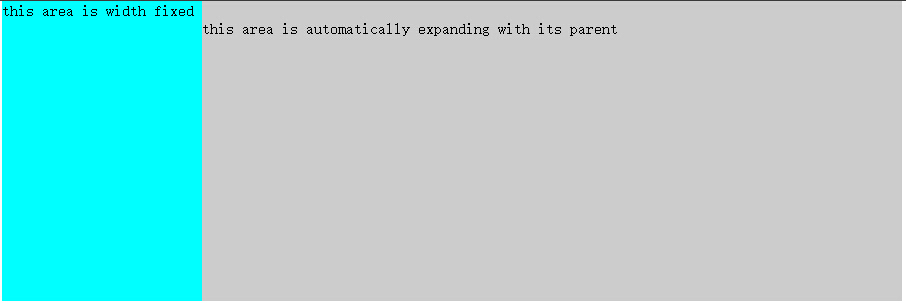 this area is width fixed
this area is automatically expanding with its parent